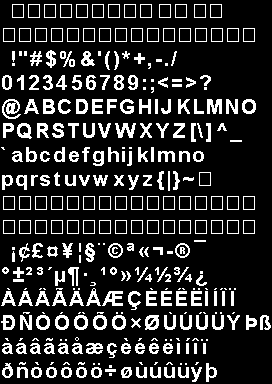 !"#$%&'()*+,-./
0123456789:;<=>?
@ABCDEFGHIJKLMNO
PQRSTUVWXYZ[\]^_
`abcdefghijklmno
pqrstuvwxyz{|}~
¡¢£¤¥¦§¨©ª«¬-®¯
°±²³´µ¶·¸¹º»¼½¾¿
ÀÁÂÃÄÅÆÇÈÉÊËÌÍÎÏ
ÐÑÒÓÔÕÖ×ØÙÚÛÜÝÞß
àáâãäåæçèéêëìíîï
ðñòóôõö÷øùúûüýþ